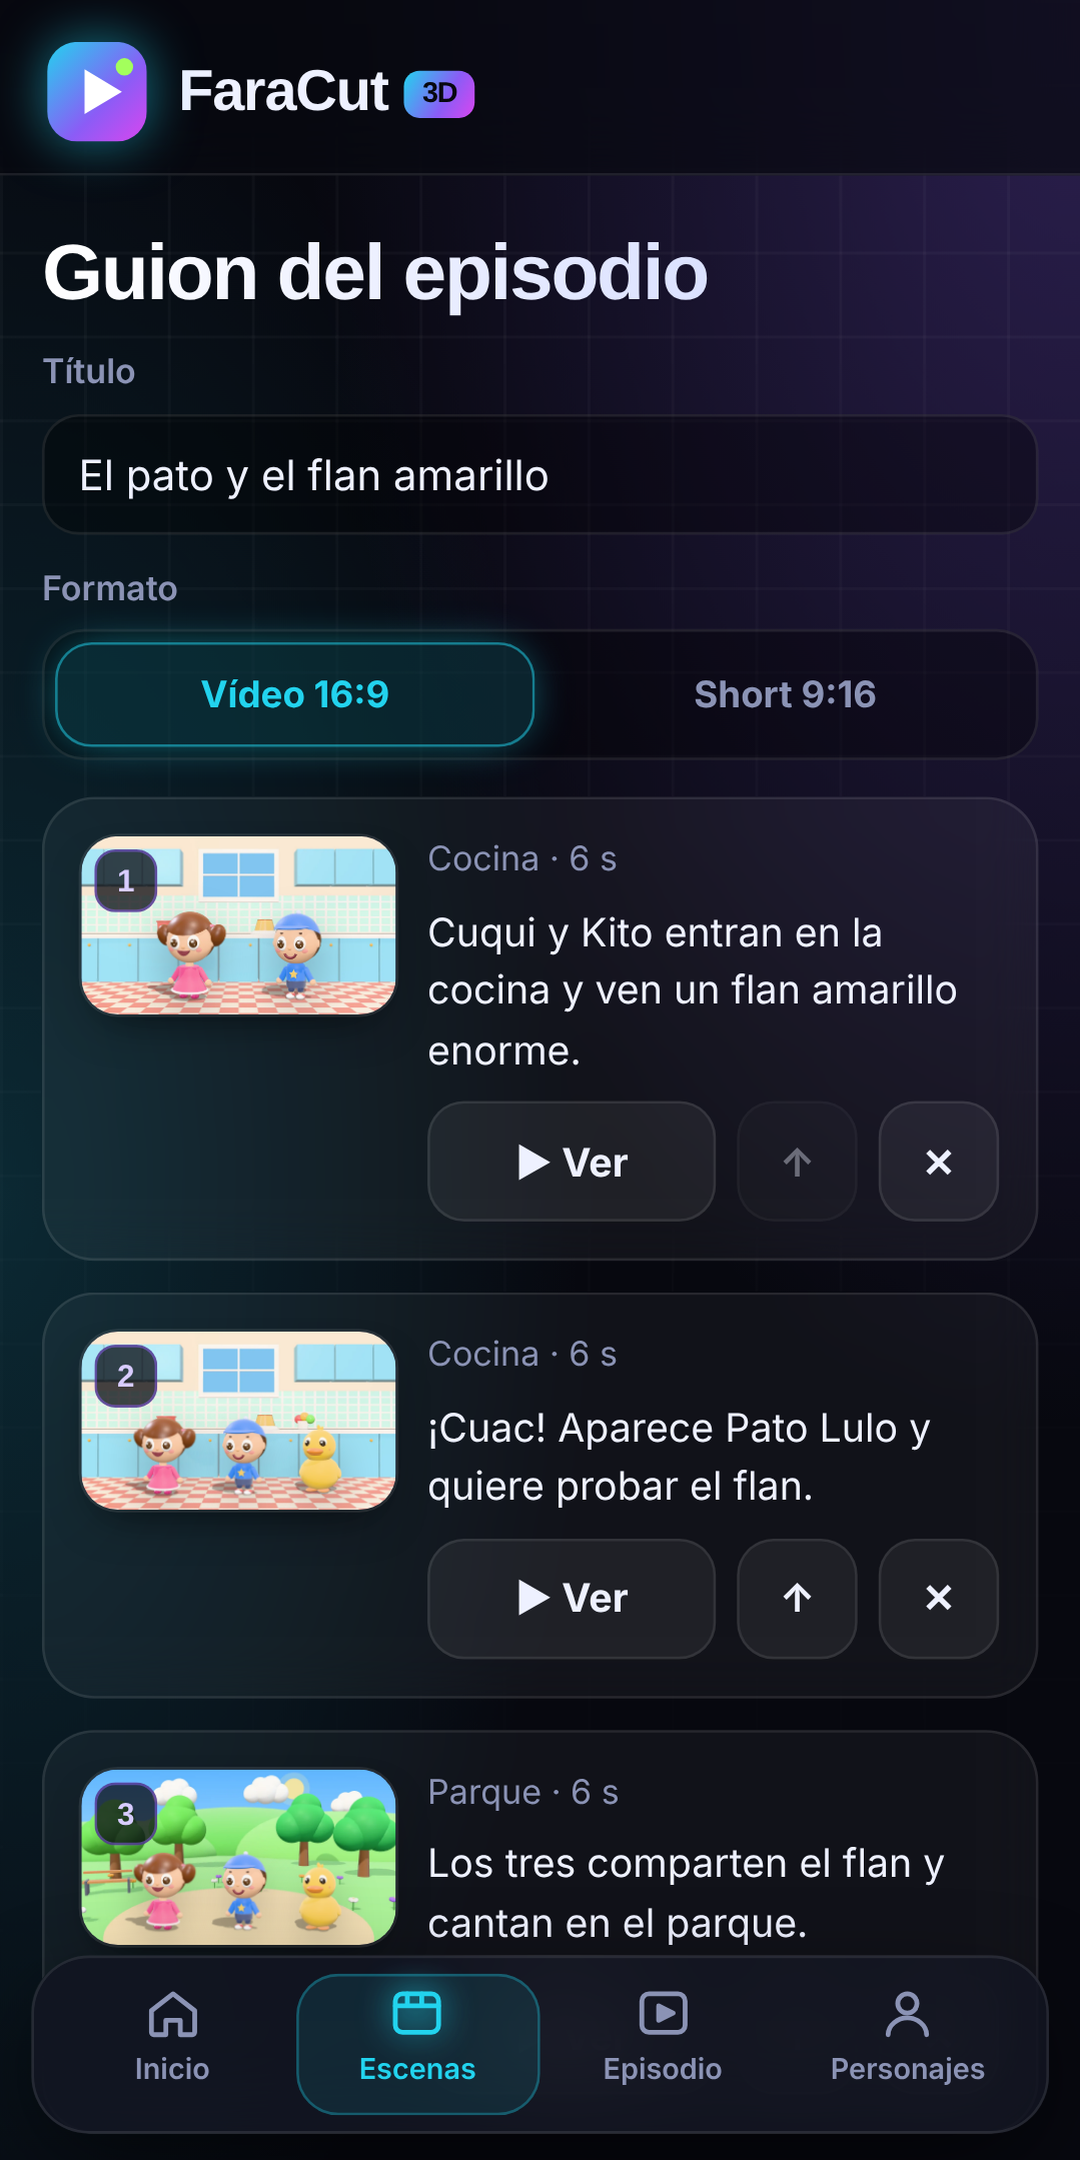 FaraCut 3D
Guion del episodio
Título
El pato y el flan amarillo
Formato
Vídeo 16:9
Short 9:16
1
Cocina · 6 s
Cuqui y Kito entran en la
cocina y ven un flan amarillo
enorme.
▶ Ver ↑ ✕
2
Cocina · 6 s
¡Cuac! Aparece Pato Lulo y
quiere probar el flan.
▶ Ver ↑ ✕
3
Parque · 6 s
Los tres comparten el flan y
cantan en el parque.
Inicio
Escenas
Episodio
Personajes